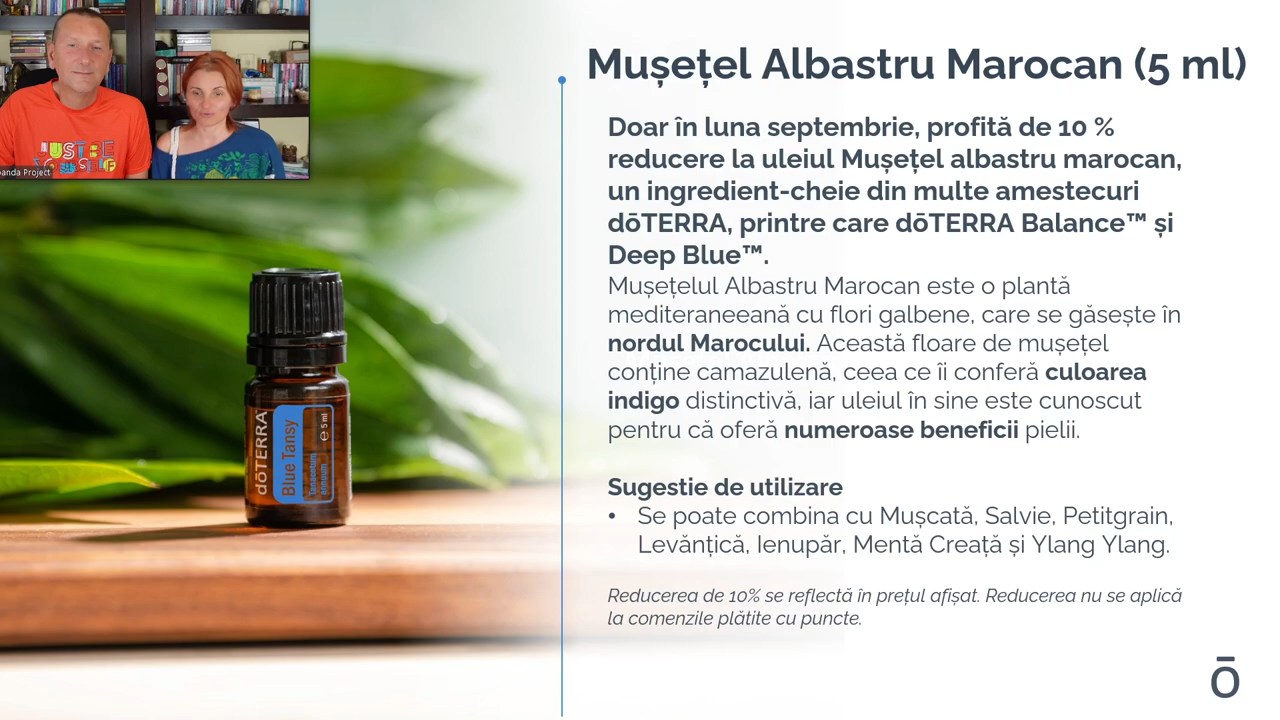 Mușețel Albastru Marocan (5 ml)
Doar în luna septembrie, profită de 10 %
reducere la uleiul Mușețel albastru marocan,
un ingredient-cheie din multe amestecuri
dōTERRA, printre care dōTERRA Balance™ și
Deep Blue™.
Mușețelul Albastru Marocan este o plantă
mediteraneeană cu flori galbene, care se găsește în
nordul Marocului. Această floare de mușețel
conține camazulenă, ceea ce îi conferă culoarea
indigo distinctivă, iar uleiul în sine este cunoscut
pentru că oferă numeroase beneficii pielii.
Sugestie de utilizare
• Se poate combina cu Mușcată, Salvie, Petitgrain,
Levănțică, Ienupăr, Mentă Creață și Ylang Ylang.
Reducerea de 10% se reflectă în prețul afișat. Reducerea nu se aplică
la comenzile plătite cu puncte.
ō
Project
dōTERRA
Blue Tansy
Tanacetum
annuum
℮ 5 ml